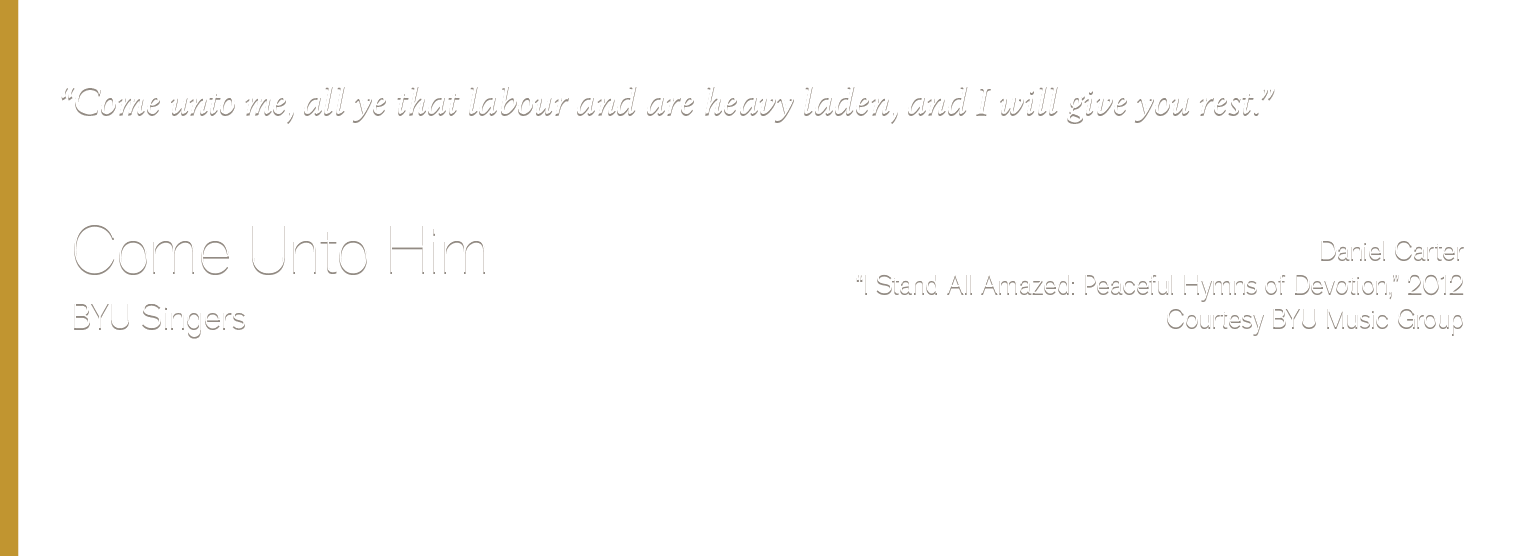 “Come unto me, all ye that labour and are heavy laden, and I will give you rest.”
Come Unto Him
BYU Singers
Daniel Carter
“I Stand All Amazed: Peaceful Hymns of Devotion,” 2012
Courtesy BYU Music Group